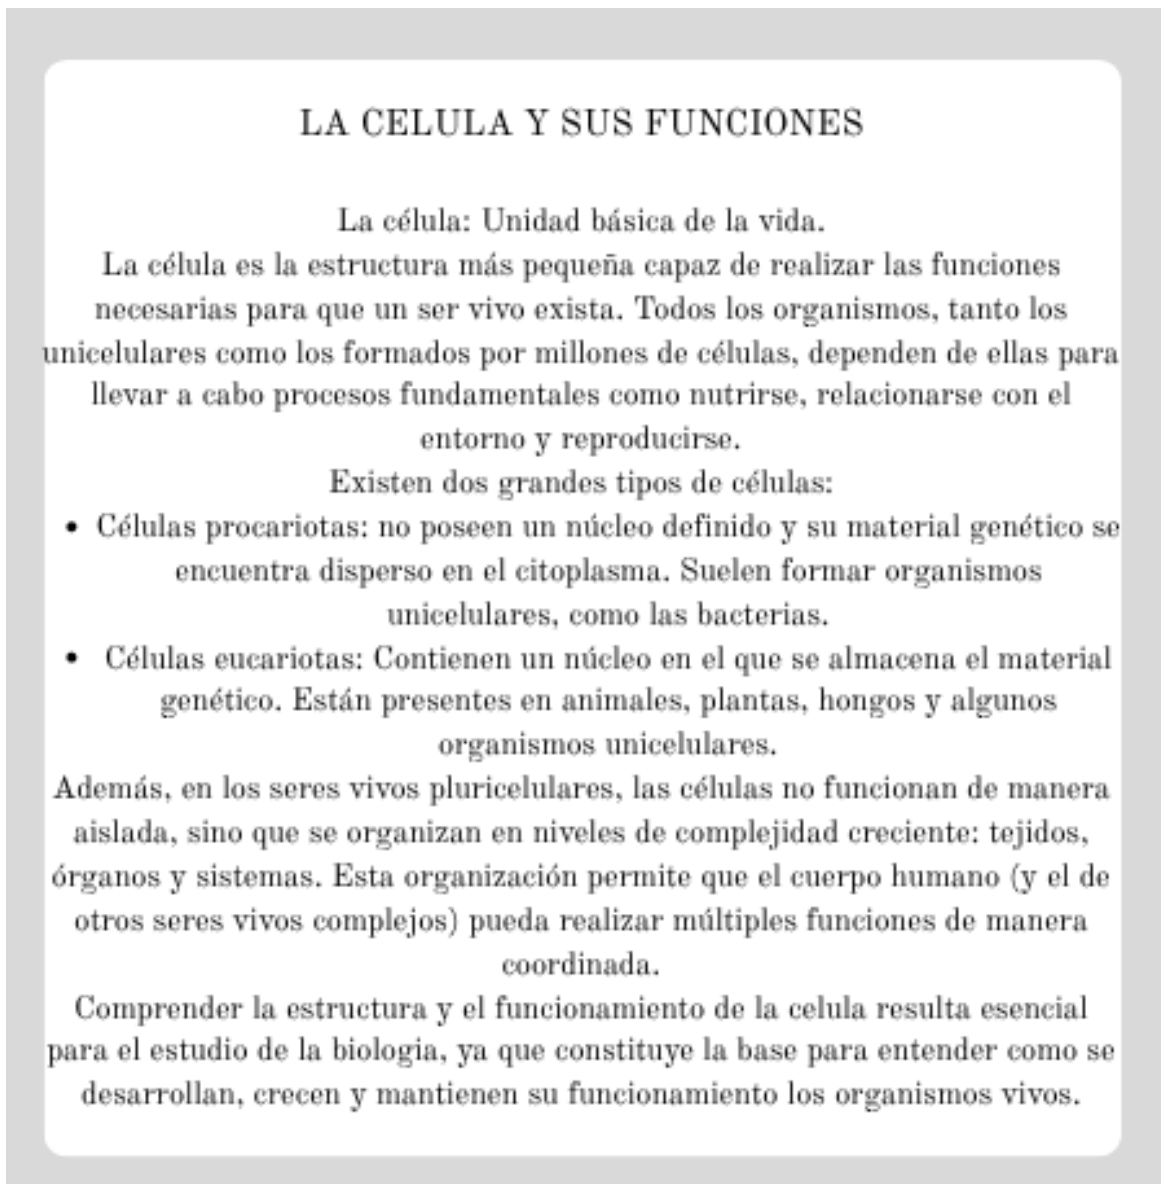 LA CELULA Y SUS FUNCIONES
La célula: Unidad básica de la vida.
La célula es la estructura más pequeña capaz de realizar las funciones
necesarias para que un ser vivo exista. Todos los organismos, tanto los
unicelulares como los formados por millones de células, dependen de ellas para
llevar a cabo procesos fundamentales como nutrirse, relacionarse con el
entorno y reproducirse.
Existen dos grandes tipos de células:
• Células procariotas: no poseen un núcleo definido y su material genético se
encuentra disperso en el citoplasma. Suelen formar organismos
unicelulares, como las bacterias.
• Células eucariotas: Contienen un núcleo en el que se almacena el material
genético. Están presentes en animales, plantas, hongos y algunos
organismos unicelulares.
Además, en los seres vivos pluricelulares, las células no funcionan de manera
aislada, sino que se organizan en niveles de complejidad creciente: tejidos,
órganos y sistemas. Esta organización permite que el cuerpo humano (y el de
otros seres vivos complejos) pueda realizar múltiples funciones de manera
coordinada.
Comprender la estructura y el funcionamiento de la celula resulta esencial
para el estudio de la biologia, ya que constituye la base para entender como se
desarrollan, crecen y mantienen su funcionamiento los organismos vivos.